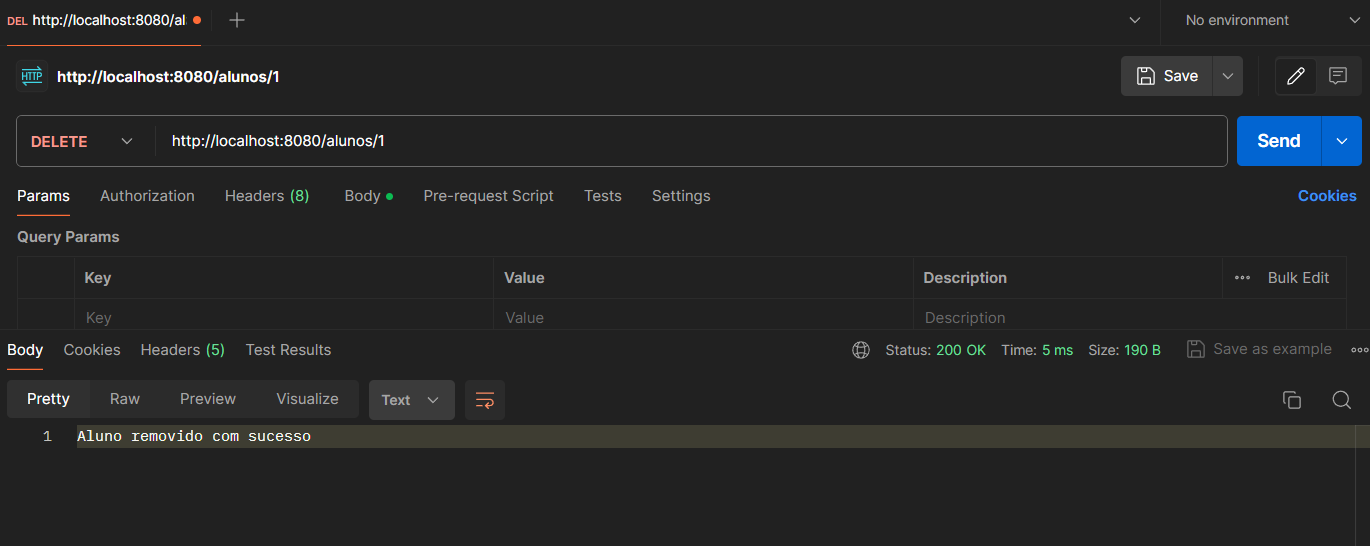 DEL http://localhost:8080/al
No environment
HTTP http://localhost:8080/alunos/1
Save
DELETE http://localhost:8080/alunos/1
Send
Params Authorization Headers (8) Body Pre-request Script Tests Settings Cookies
Query Params
Key Value Description Bulk Edit
Key Value Description
Body Cookies Headers (5) Test Results Status: 200 OK Time: 5 ms Size: 190 B Save as example
Pretty Raw Preview Visualize Text
1 Aluno removido com sucesso